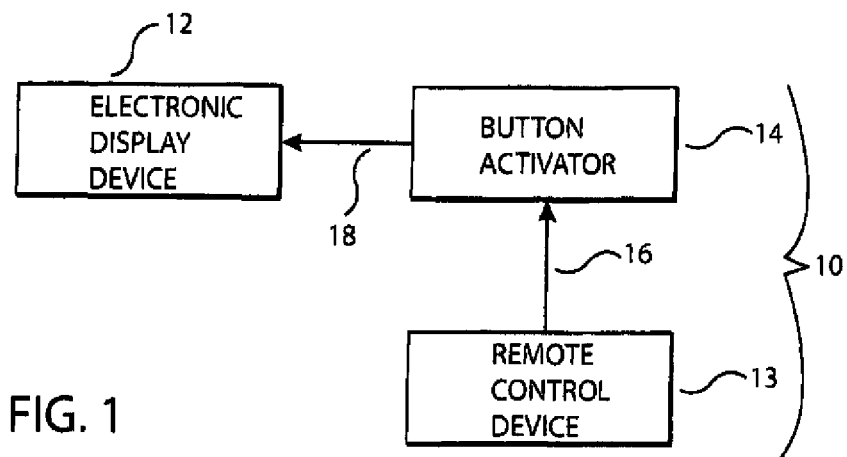 12
ELECTRONIC
DISPLAY
DEVICE
18
BUTTON
ACTIVATOR
14
16
10
REMOTE
CONTROL
DEVICE
13
FIG. 1